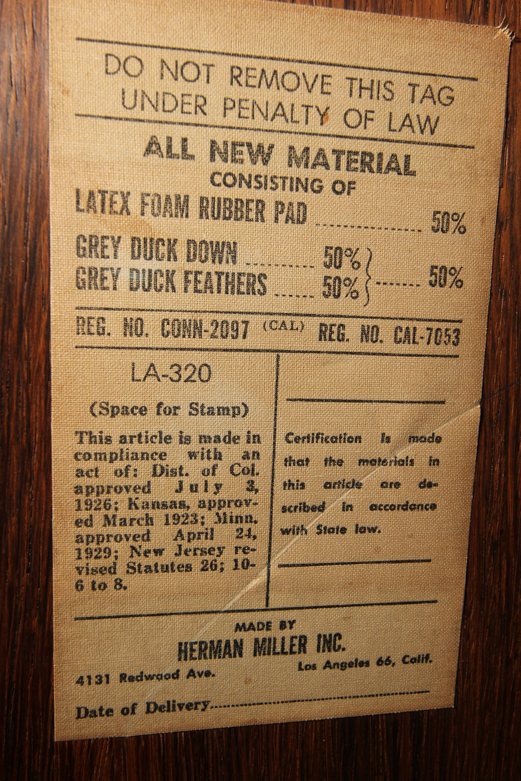 DO NOT REMOVE THIS TAG
UNDER PENALTY OF LAW
ALL NEW MATERIAL
CONSISTING OF
LATEX FOAM RUBBER PAD .................... 50%
GREY DUCK DOWN ............ 50%
GREY DUCK FEATHERS ...... 50% } ........ 50%
REG. NO. CONN-2097 (CAL) REG. NO. CAL-7053
LA-320
(Space for Stamp)
This article is made in
compliance with an
act of: Dist. of Col.
approved July 3,
1926; Kansas, approv-
ed March 1923; Minn.
approved April 24,
1929; New Jersey re-
vised Statutes 26; 10-
6 to 8.
Certification is made
that the materials in
this article are de-
scribed in accordance
with State law.
MADE BY
HERMAN MILLER INC.
4131 Redwood Ave. Los Angeles 66, Calif.
Date of Delivery........................................